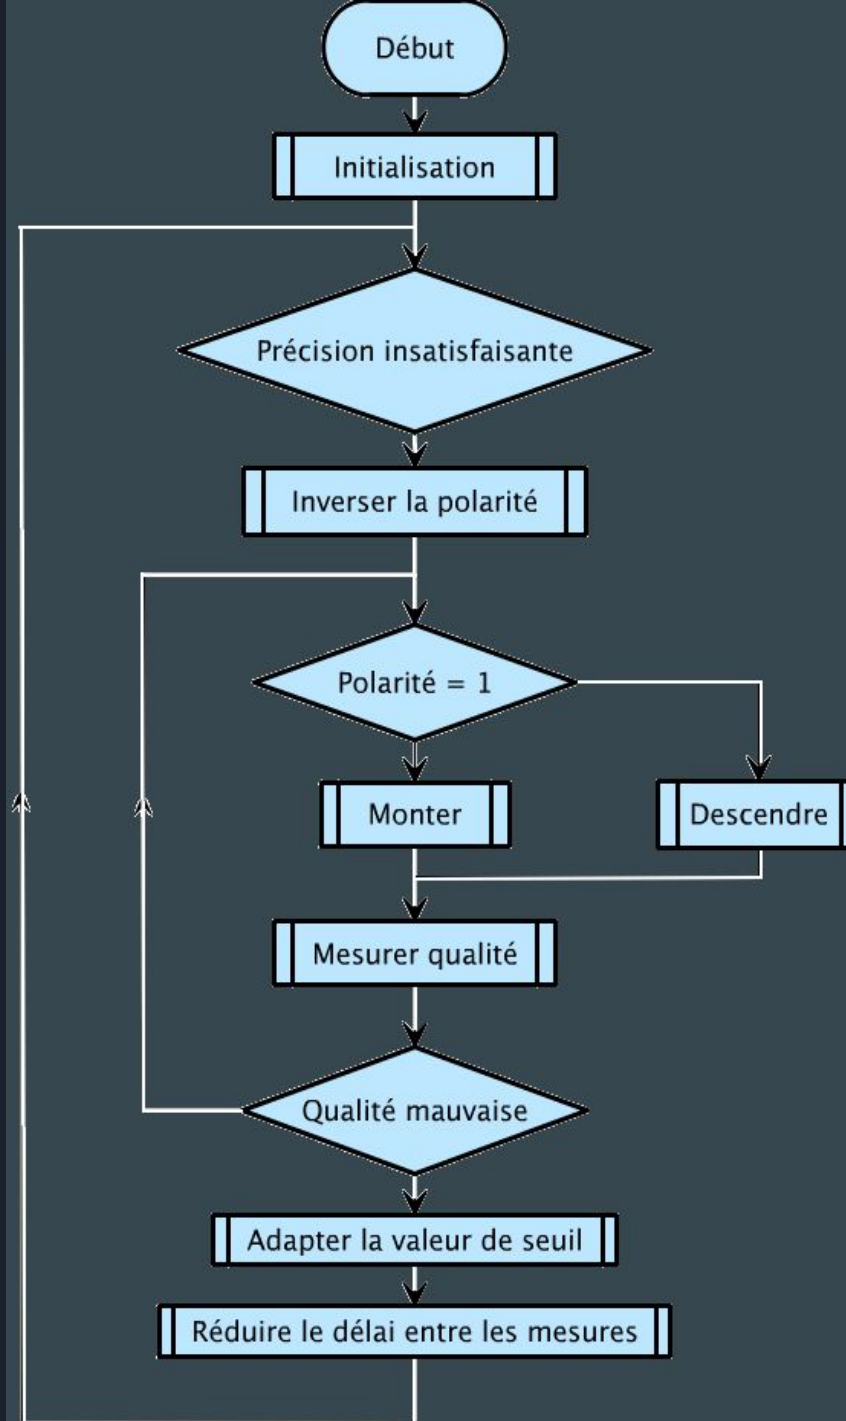 Début
Initialisation
Précision insatisfaisante
Inverser la polarité
Polarité = 1
Monter
Descendre
Mesurer qualité
Qualité mauvaise
Adapter la valeur de seuil
Réduire le délai entre les mesures